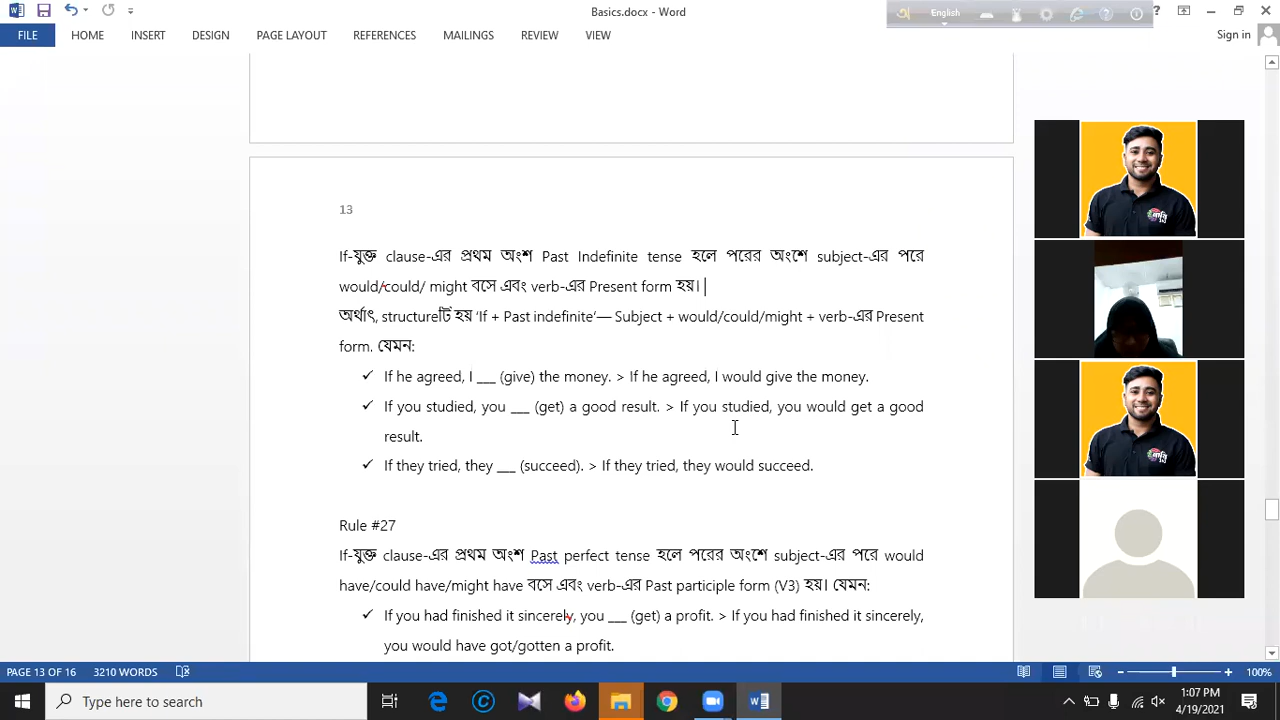 Basics.docx - Word
English
FILE HOME INSERT DESIGN PAGE LAYOUT REFERENCES MAILINGS REVIEW VIEW
Sign in
13
If-যুক্ত clause-এর প্রথম অংশ Past Indefinite tense হলে পরের অংশে subject-এর পরে
would/could/ might বসে এবং verb-এর Present form হয়।
অর্থাৎ, structureটি হয় ‘If + Past indefinite’— Subject + would/could/might + verb-এর Present
form. যেমন:
✓ If he agreed, I ___ (give) the money. > If he agreed, I would give the money.
✓ If you studied, you ___ (get) a good result. > If you studied, you would get a good
result.
✓ If they tried, they ___ (succeed). > If they tried, they would succeed.
Rule #27
If-যুক্ত clause-এর প্রথম অংশ Past perfect tense হলে পরের অংশে subject-এর পরে would
have/could have/might have বসে এবং verb-এর Past participle form (V3) হয়। যেমন:
✓ If you had finished it sincerely, you ___ (get) a profit. > If you had finished it sincerely,
you would have got/gotten a profit.
PAGE 13 OF 16 3210 WORDS
100%
Type here to search
1:07 PM
4/19/2021